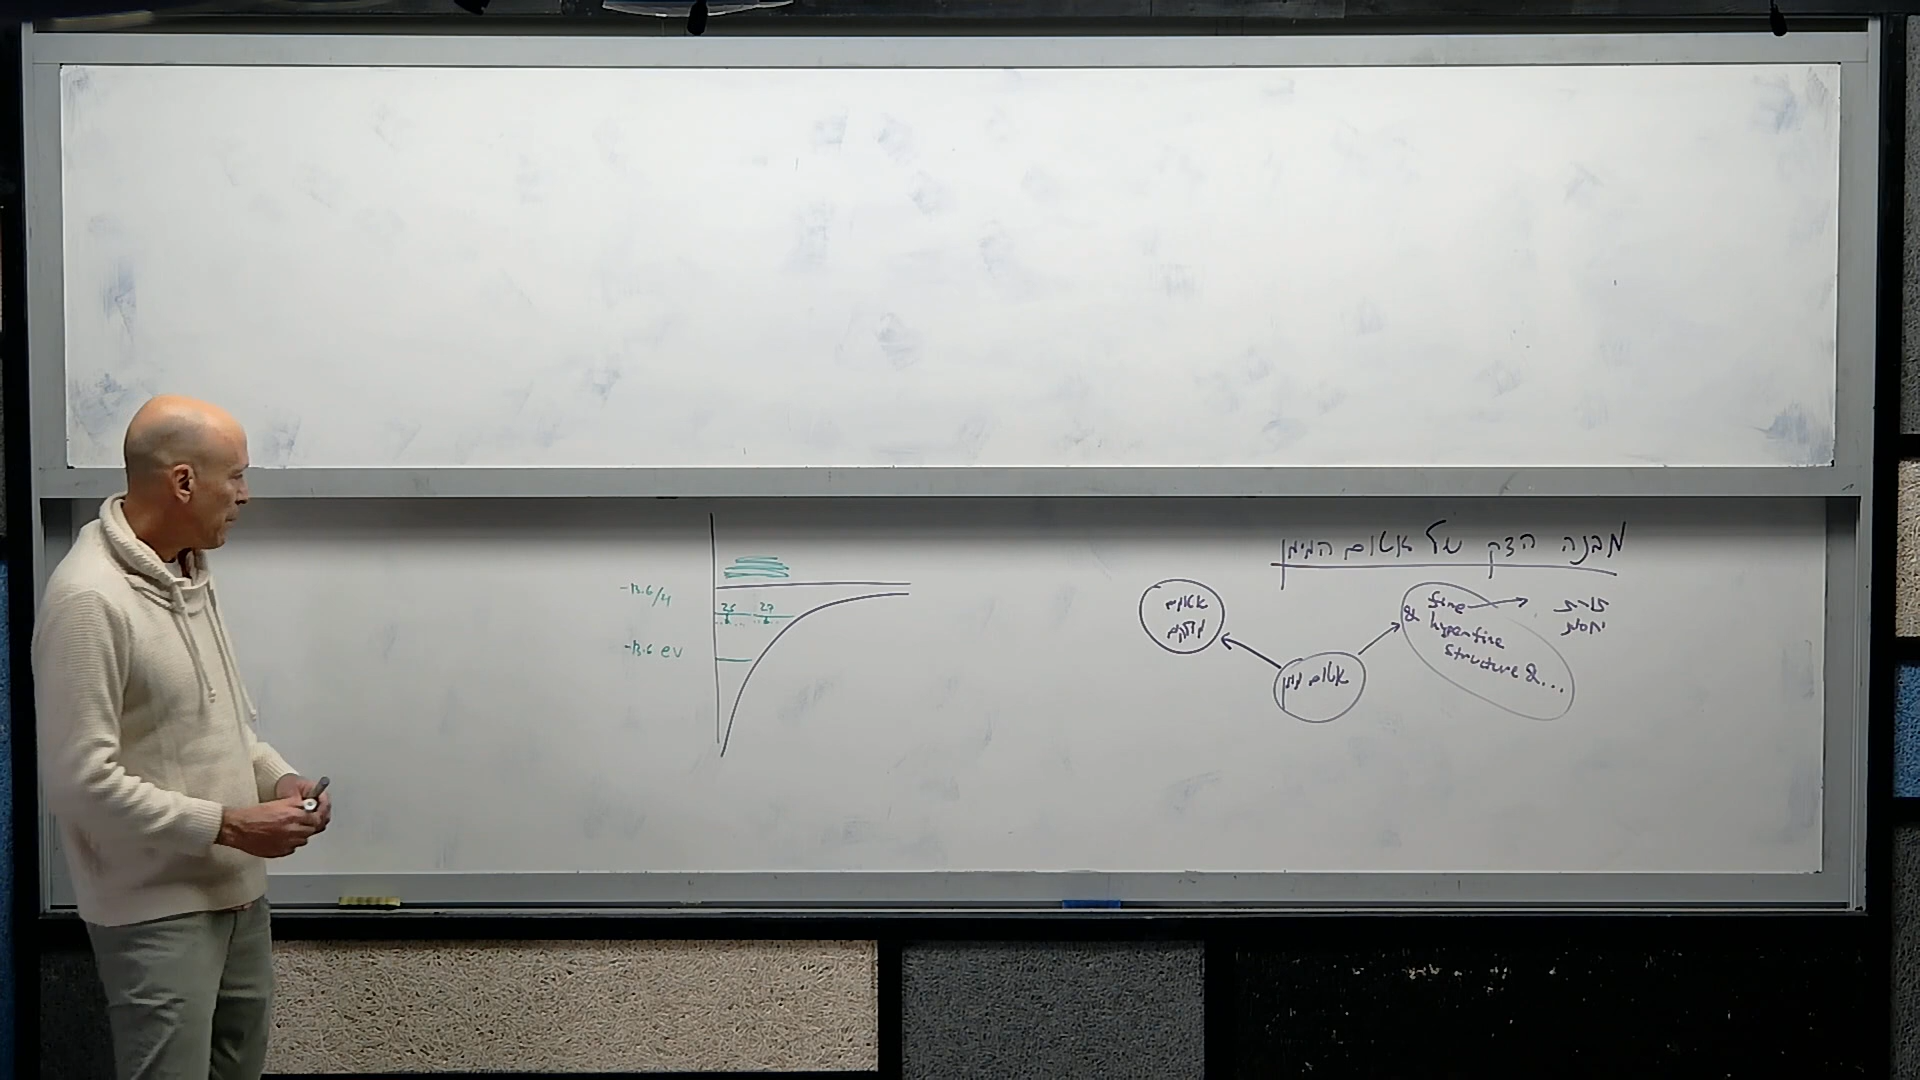 מבנה הדק של אטום המימן
fine
& hyperfine
structure & ...
תורת
יחסות
אטום מימן
אטומים
-13.6/4
2s 2p
-13.6 eV